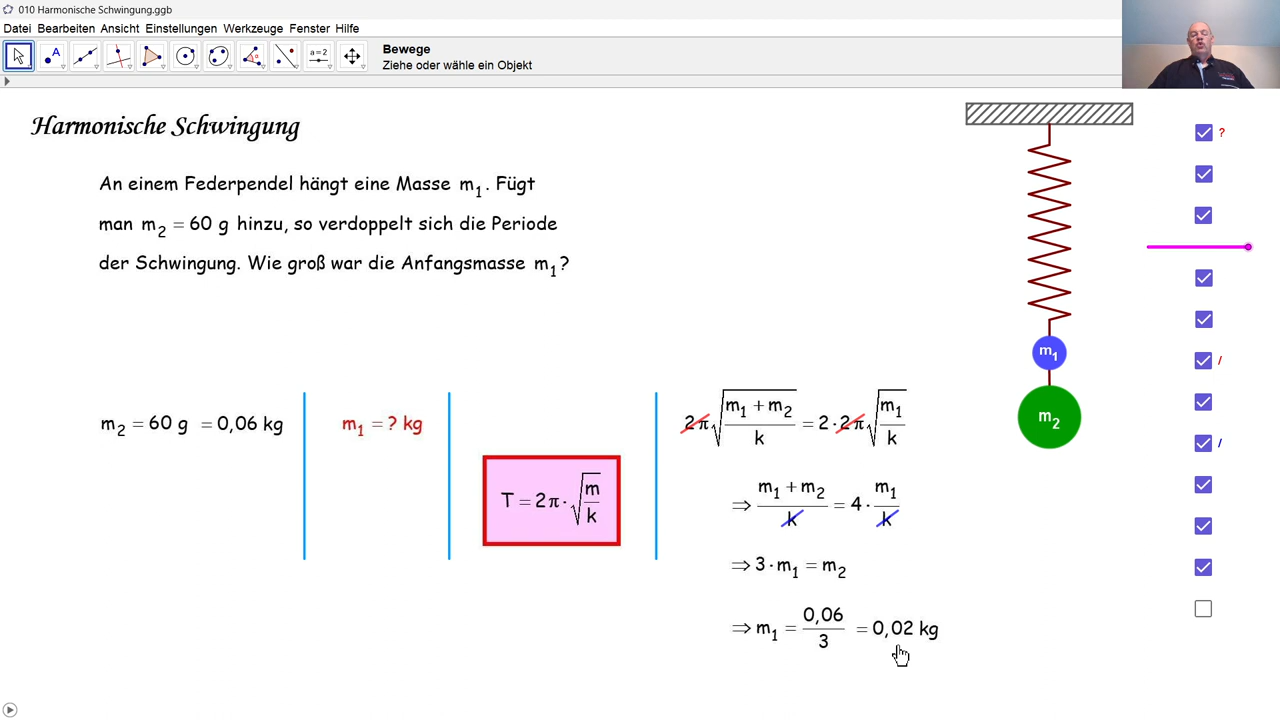 010 Harmonische Schwingung.ggb
Datei Bearbeiten Ansicht Einstellungen Werkzeuge Fenster Hilfe
A
a=2
Bewege
Ziehe oder wähle ein Objekt
Harmonische Schwingung
An einem Federpendel hängt eine Masse m₁. Fügt
man m₂ = 60 g hinzu, so verdoppelt sich die Periode
der Schwingung. Wie groß war die Anfangsmasse m₁?
m₂ = 60 g = 0,06 kg
m₁ = ? kg
T = 2π · √(m/k)
2π √((m₁ + m₂)/k) = 2 · 2π √(m₁/k)
⇒ (m₁ + m₂)/k = 4 · m₁/k
⇒ 3 · m₁ = m₂
⇒ m₁ = 0,06/3 = 0,02 kg
m₁
m₂
?
/
/